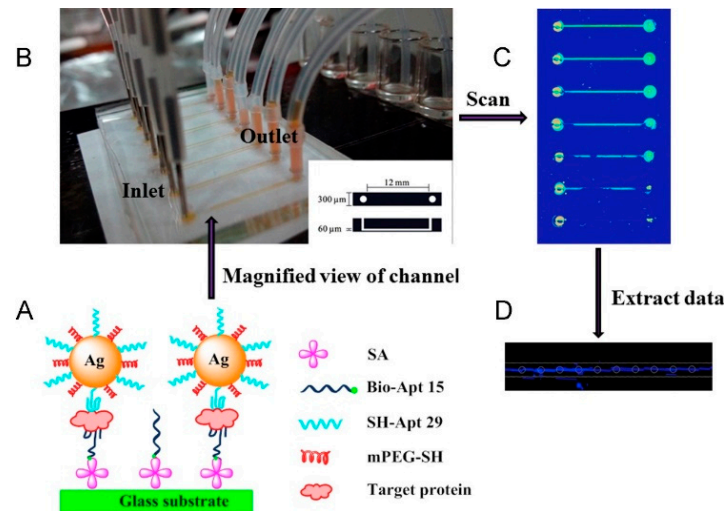 B
C
Scan
Outlet
Inlet
12 mm
300 μm
60 μm
Magnified view of channel
Extract data
A
D
Ag
Ag
SA
Bio-Apt 15
SH-Apt 29
mPEG-SH
Target protein
Glass substrate